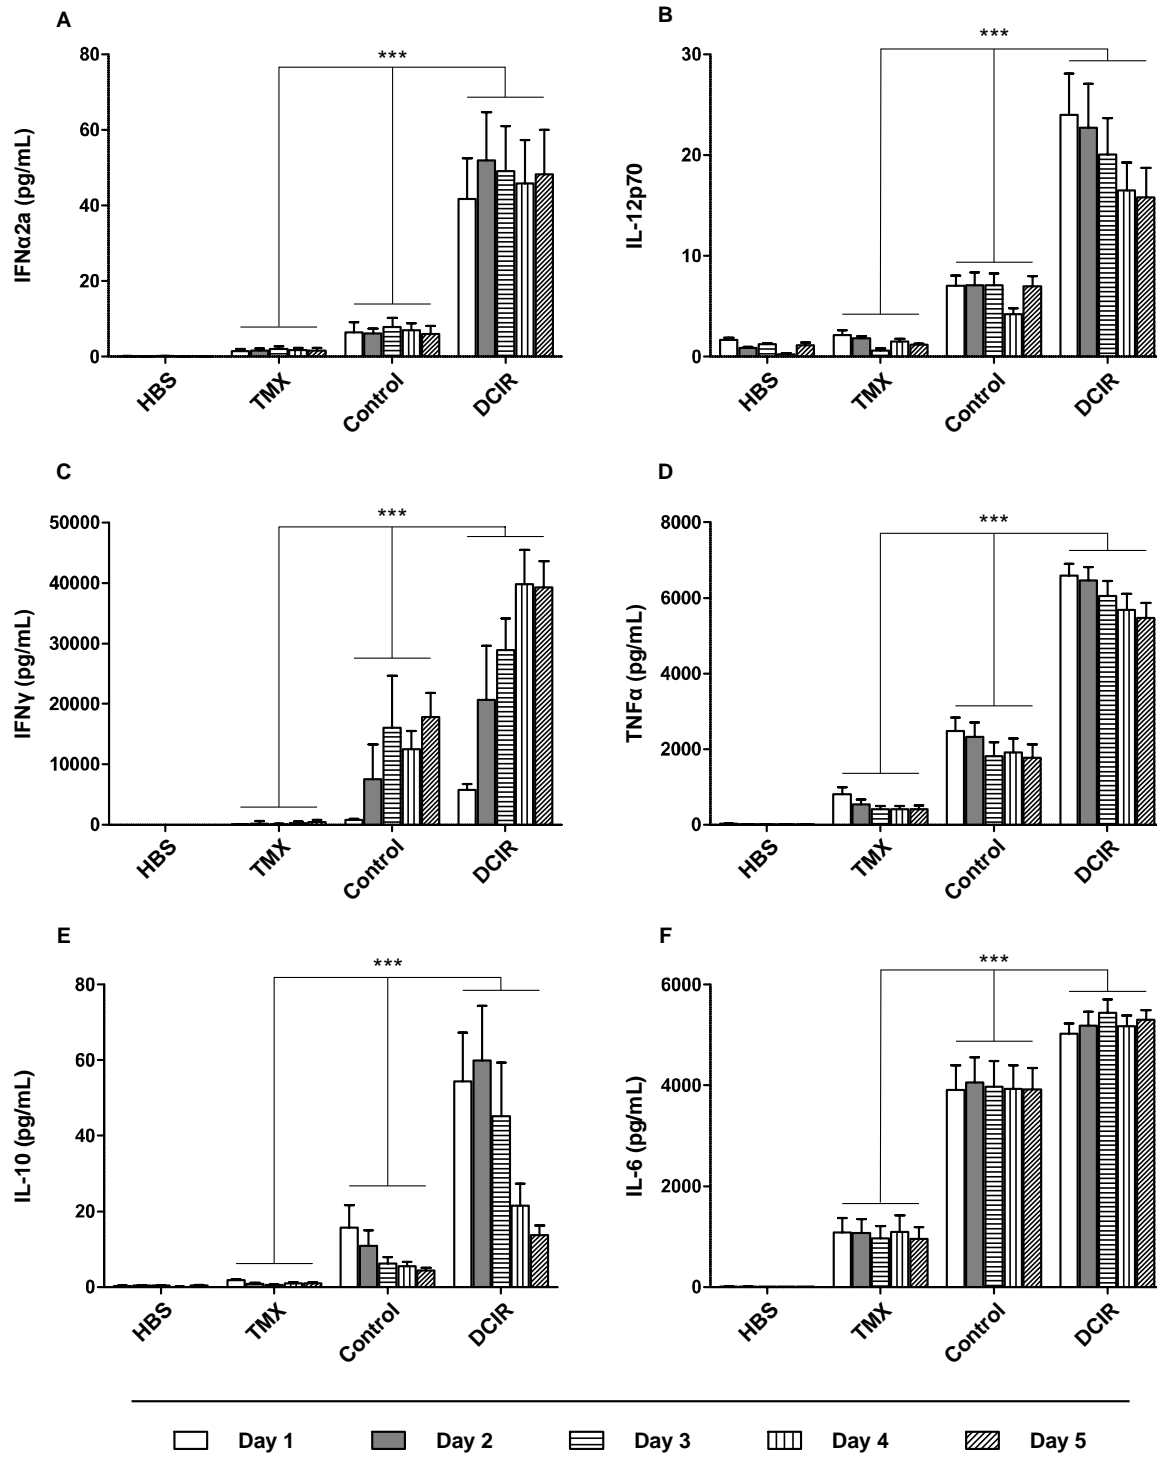 A
IFNα2a (pg/mL)
80
60
40
20
0
***
HBS
TMX
Control
DCIR
B
IL-12p70
30
20
10
0
***
HBS
TMX
Control
DCIR
C
IFNγ (pg/mL)
50000
40000
30000
20000
10000
0
***
HBS
TMX
Control
DCIR
D
TNFα (pg/mL)
8000
6000
4000
2000
0
***
HBS
TMX
Control
DCIR
E
IL-10 (pg/mL)
80
60
40
20
0
***
HBS
TMX
Control
DCIR
F
IL-6 (pg/mL)
6000
4000
2000
0
***
HBS
TMX
Control
DCIR
Day 1 Day 2 Day 3 Day 4 Day 5